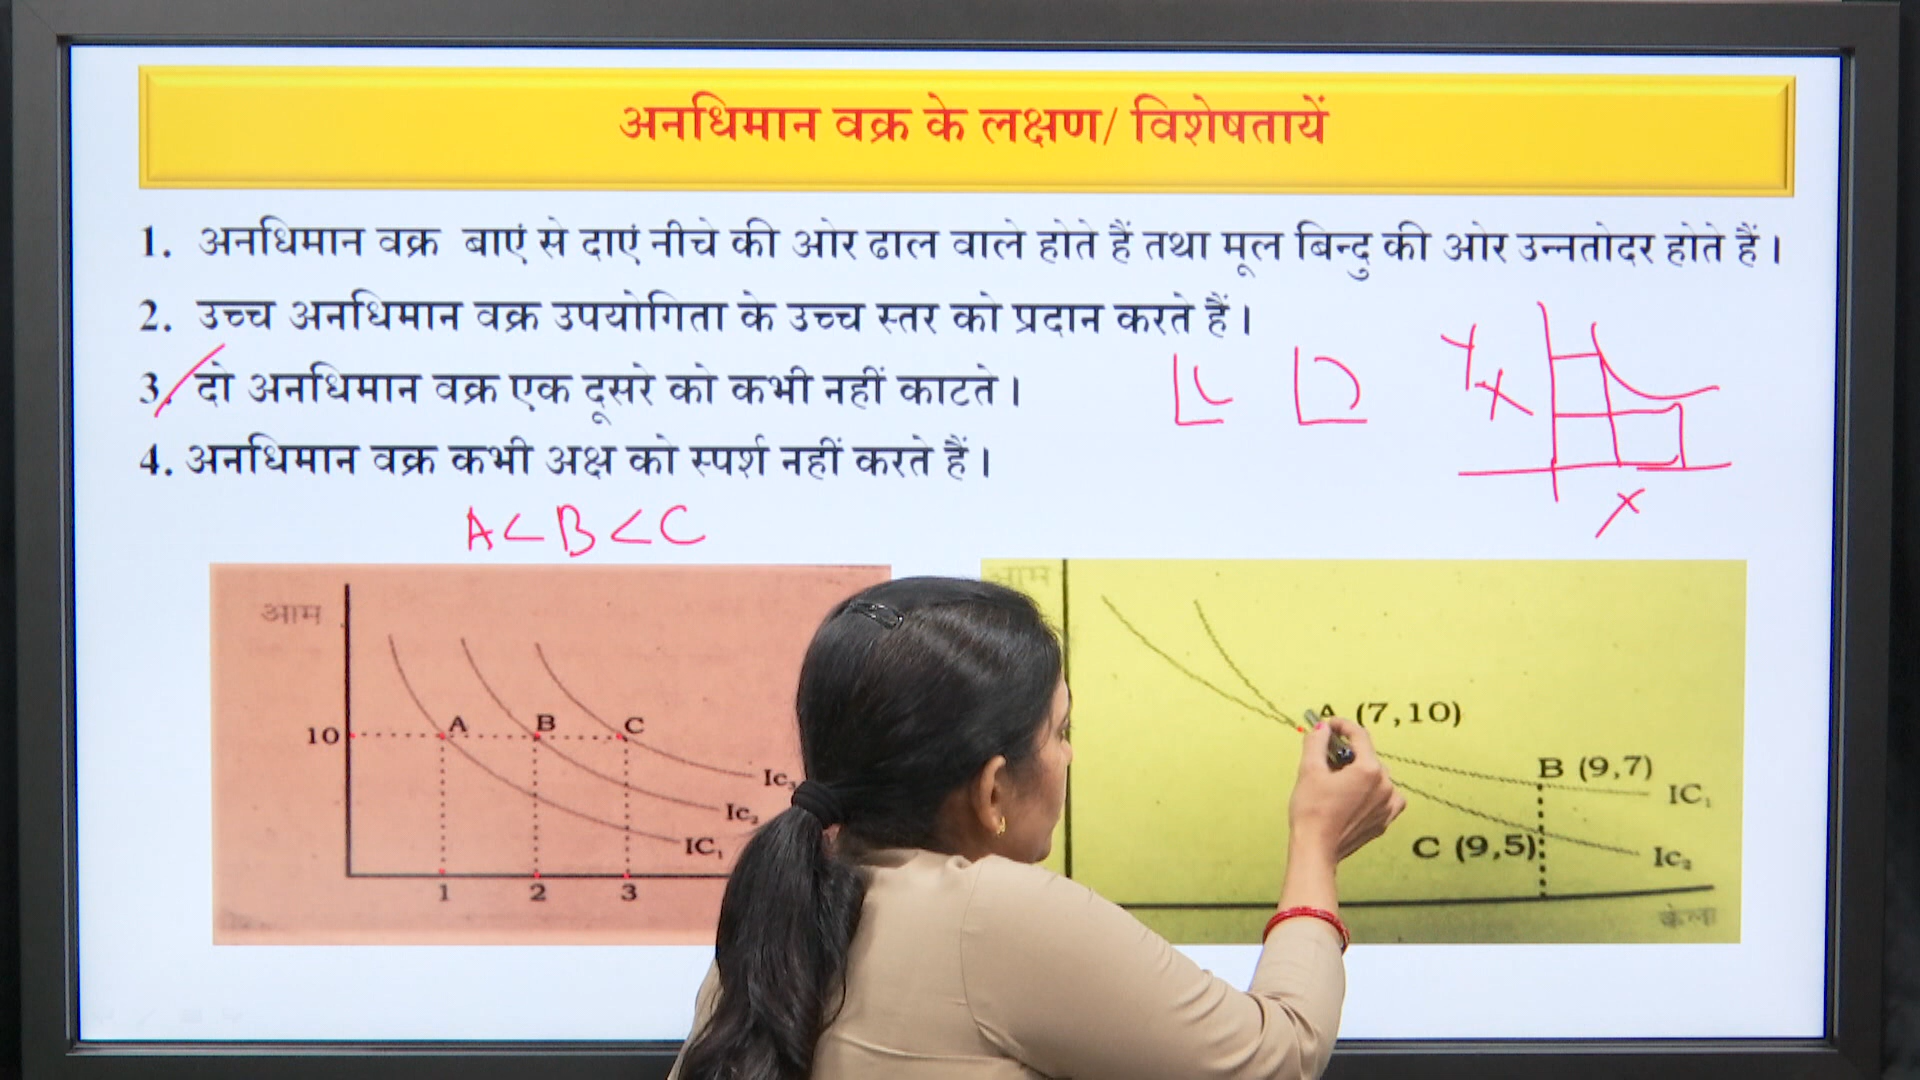 अनधिमान वक्र के लक्षण/ विशेषतायें
1. अनधिमान वक्र बाएं से दाएं नीचे की ओर ढाल वाले होते हैं तथा मूल बिन्दु की ओर उन्नतोदर होते हैं।
2. उच्च अनधिमान वक्र उपयोगिता के उच्च स्तर को प्रदान करते हैं।
3. दो अनधिमान वक्र एक दूसरे को कभी नहीं काटते।
4. अनधिमान वक्र कभी अक्ष को स्पर्श नहीं करते हैं।
Y
X
X
A<B<C
आम
10
A
B
C
Ic₃
Ic₂
IC₁
1 2 3
आम
A (7,10)
B (9,7)
IC₁
C (9,5)
Ic₂
केला